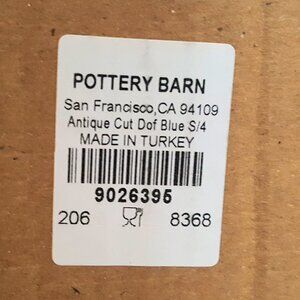 POTTERY BARN
San Francisco,CA 94109
Antique Cut Dof Blue S/4
MADE IN TURKEY
9026395
206 8368